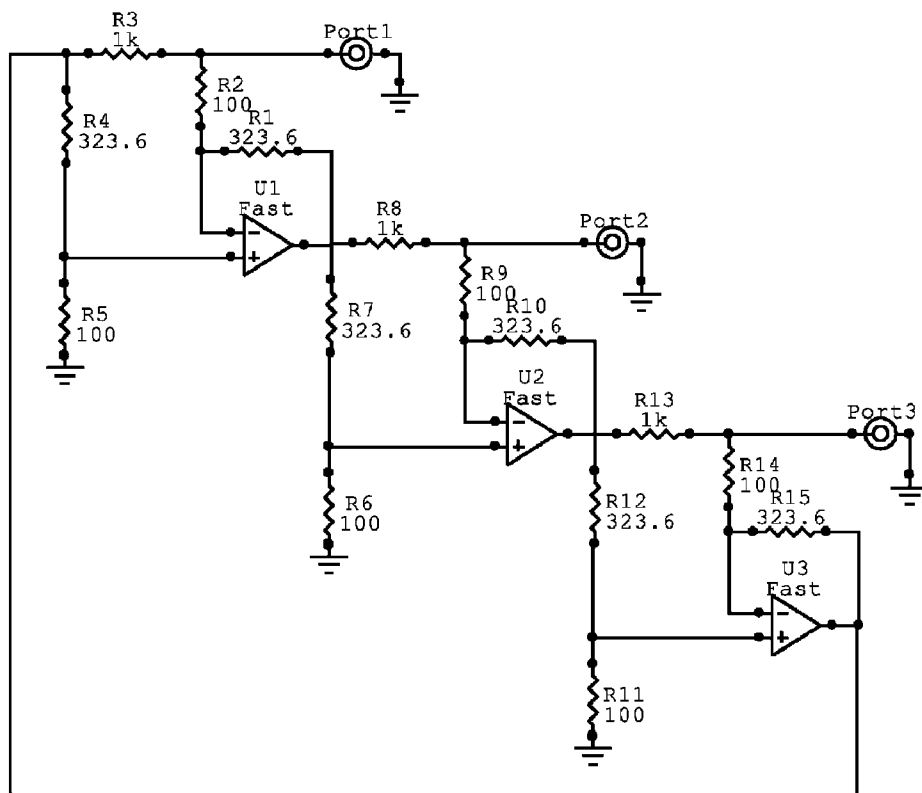 R3
1k
Port1
R2
100
R1
323.6
R4
323.6
U1
Fast
R8
1k
Port2
R5
100
R9
100
R7
323.6
R10
323.6
U2
Fast
R13
1k
Port3
R6
100
R14
100
R12
323.6
R15
323.6
U3
Fast
R11
100